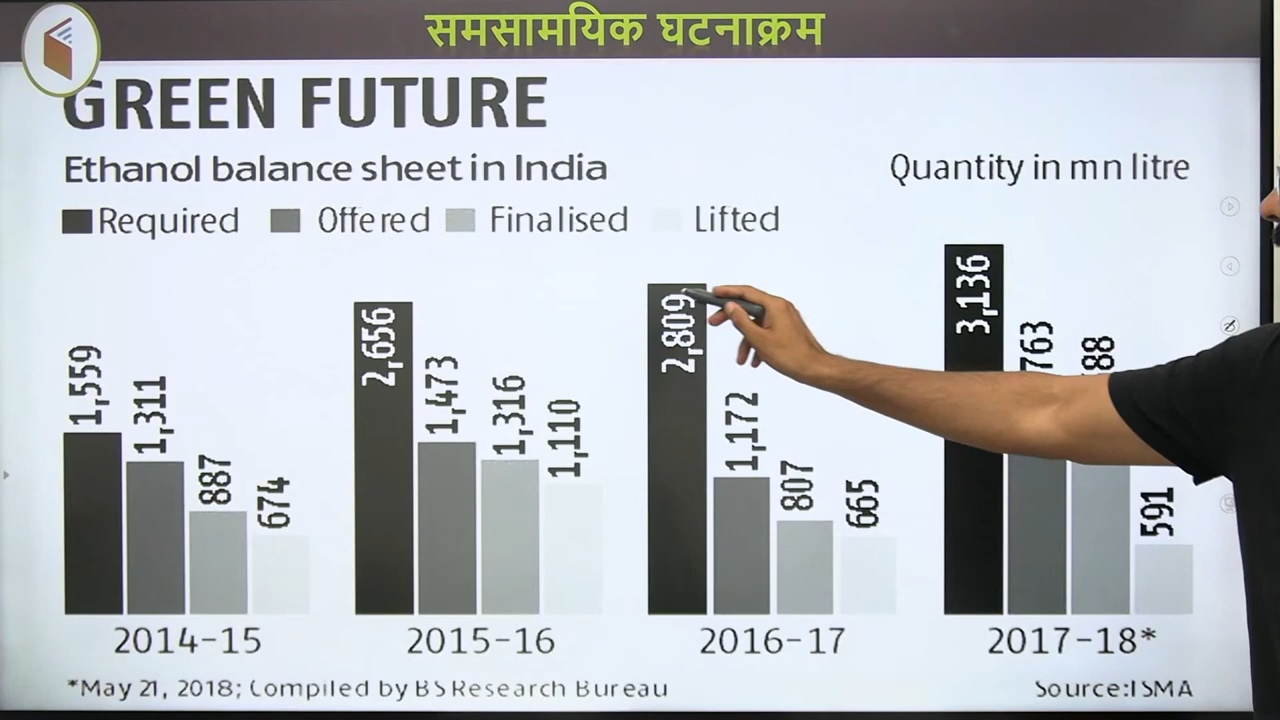 समसामयिक घटनाक्रम
GREEN FUTURE
Ethanol balance sheet in India
Quantity in mn litre
Required Offered Finalised Lifted
1,559 1,311 887 674
2,656 1,473 1,316 1,110
2,809 1,172 807 665
3,136 591
2014-15 2015-16 2016-17 2017-18*
*May 21, 2018; Compiled by BS Research Bureau
Source:ISMA